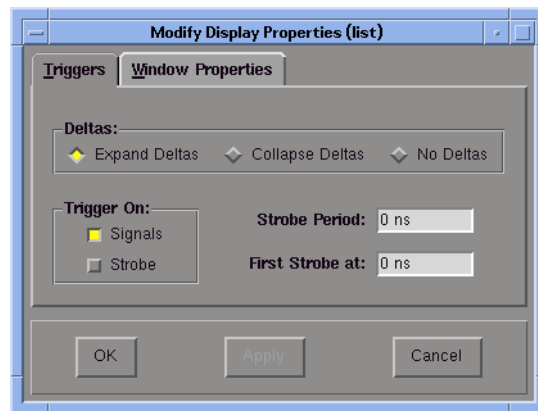 Modify Display Properties (list)
Triggers Window Properties
Deltas:
Expand Deltas Collapse Deltas No Deltas
Trigger On:
Signals
Strobe
Strobe Period: 0 ns
First Strobe at: 0 ns
OK Apply Cancel